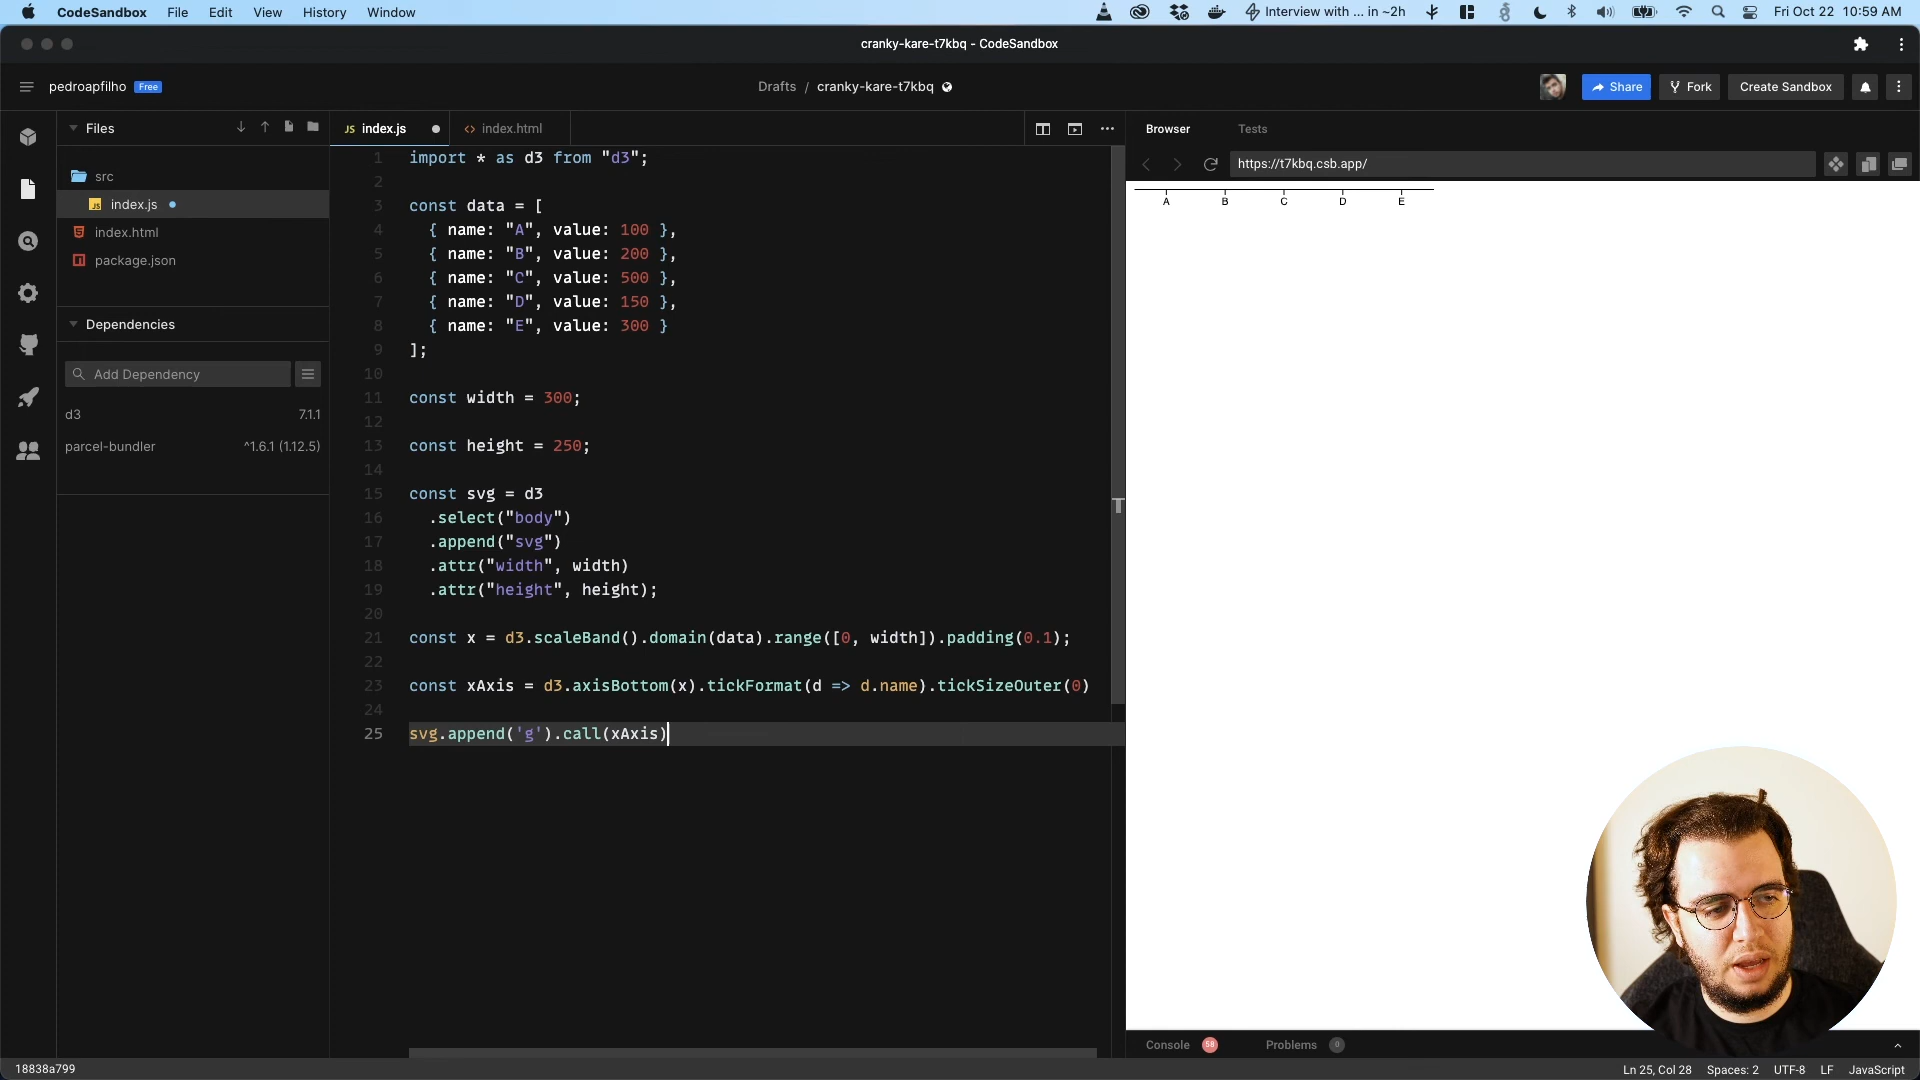 CodeSandbox File Edit View History Window Interview with ... in ~2h Fri Oct 22 10:59 AM
cranky-kare-t7kbq - CodeSandbox
pedroapfilho Free Drafts / cranky-kare-t7kbq Share Fork Create Sandbox
Files
src
index.js
index.html
package.json
Dependencies
Add Dependency
d3 7.1.1
parcel-bundler ^1.6.1 (1.12.5)
JS index.js <> index.html
1 import * as d3 from "d3";
2
3 const data = [
4 { name: "A", value: 100 },
5 { name: "B", value: 200 },
6 { name: "C", value: 500 },
7 { name: "D", value: 150 },
8 { name: "E", value: 300 }
9 ];
10
11 const width = 300;
12
13 const height = 250;
14
15 const svg = d3
16 .select("body")
17 .append("svg")
18 .attr("width", width)
19 .attr("height", height);
20
21 const x = d3.scaleBand().domain(data).range([0, width]).padding(0.1);
22
23 const xAxis = d3.axisBottom(x).tickFormat(d => d.name).tickSizeOuter(0)
24
25 svg.append('g').call(xAxis)
Browser Tests
https://t7kbq.csb.app/
A B C D E
Console 58 Problems 0
18838a799 Ln 25, Col 28 Spaces: 2 UTF-8 LF JavaScript